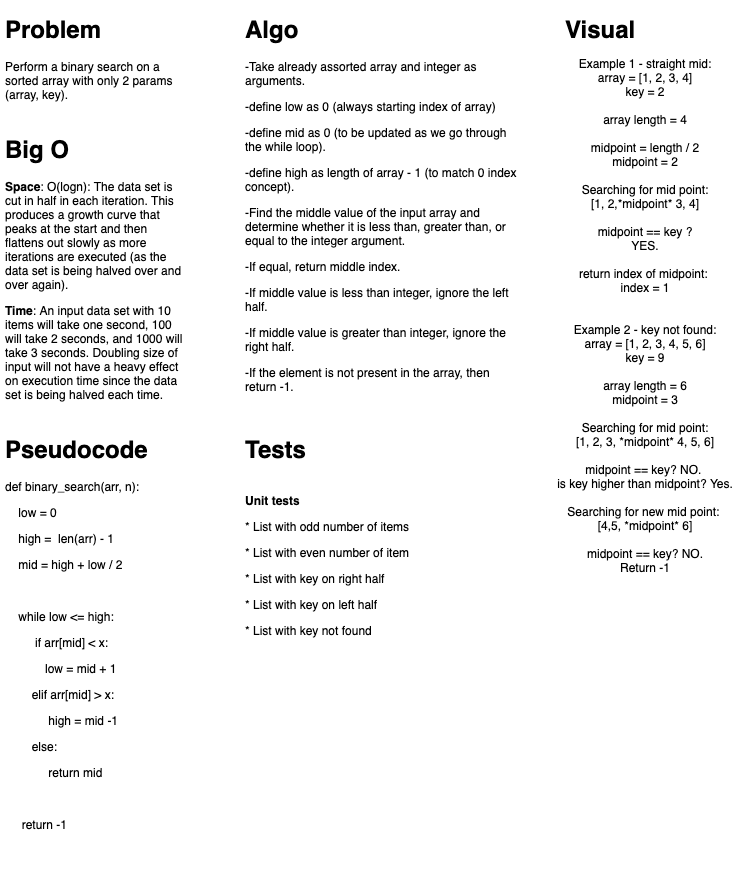 Problem
Perform a binary search on a
sorted array with only 2 params
(array, key).
Big O
Space: O(logn): The data set is
cut in half in each iteration. This
produces a growth curve that
peaks at the start and then
flattens out slowly as more
iterations are executed (as the
data set is being halved over and
over again).
Time: An input data set with 10
items will take one second, 100
will take 2 seconds, and 1000 will
take 3 seconds. Doubling size of
input will not have a heavy effect
on execution time since the data
set is being halved each time.
Pseudocode
def binary_search(arr, n):
low = 0
high =  len(arr) - 1
mid = high + low / 2
while low <= high:
if arr[mid] < x:
low = mid + 1
elif arr[mid] > x:
high = mid -1
else:
return mid
return -1
Algo
-Take already assorted array and integer as
arguments.
-define low as 0 (always starting index of array)
-define mid as 0 (to be updated as we go through
the while loop).
-define high as length of array - 1 (to match 0 index
concept).
-Find the middle value of the input array and
determine whether it is less than, greater than, or
equal to the integer argument.
-If equal, return middle index.
-If middle value is less than integer, ignore the left
half.
-If middle value is greater than integer, ignore the
right half.
-If the element is not present in the array, then
return -1.
Tests
Unit tests
* List with odd number of items
* List with even number of item
* List with key on right half
* List with key on left half
* List with key not found
Visual
Example 1 - straight mid:
array = [1, 2, 3, 4]
key = 2
array length = 4
midpoint = length / 2
midpoint = 2
Searching for mid point:
[1, 2,*midpoint* 3, 4]
midpoint == key ?
YES.
return index of midpoint:
index = 1
Example 2 - key not found:
array = [1, 2, 3, 4, 5, 6]
key = 9
array length = 6
midpoint = 3
Searching for mid point:
[1, 2, 3, *midpoint* 4, 5, 6]
midpoint == key? NO.
is key higher than midpoint? Yes.
Searching for new mid point:
[4,5, *midpoint* 6]
midpoint == key? NO.
Return -1